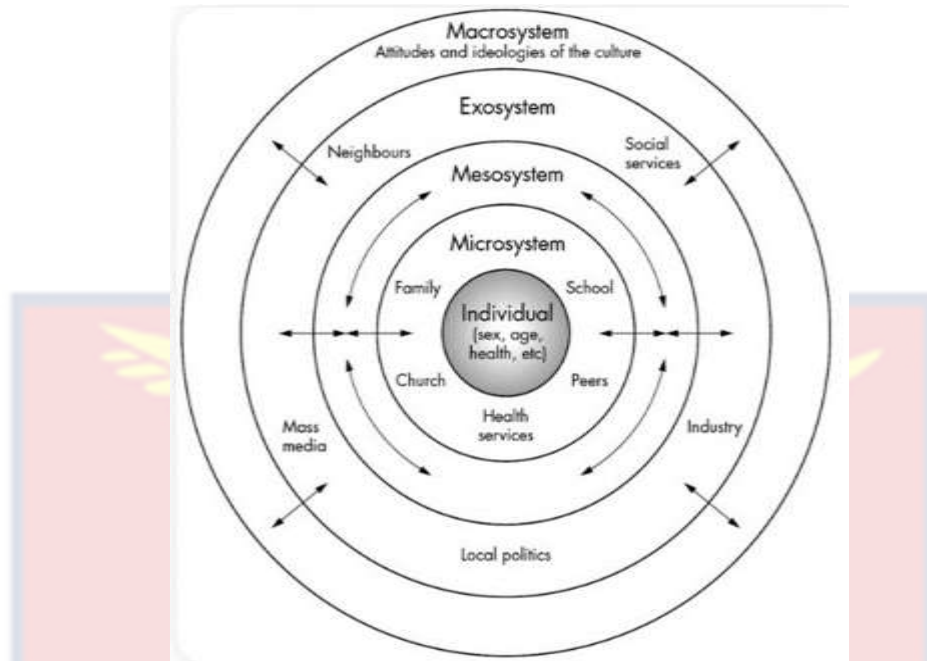 Macrosystem
Attitudes and ideologies of the culture
Exosystem
Neighbours
Social
services
Mesosystem
Microsystem
Family
School
Individual
(sex, age,
health, etc)
Church
Peers
Health
services
Mass
media
Industry
Local politics